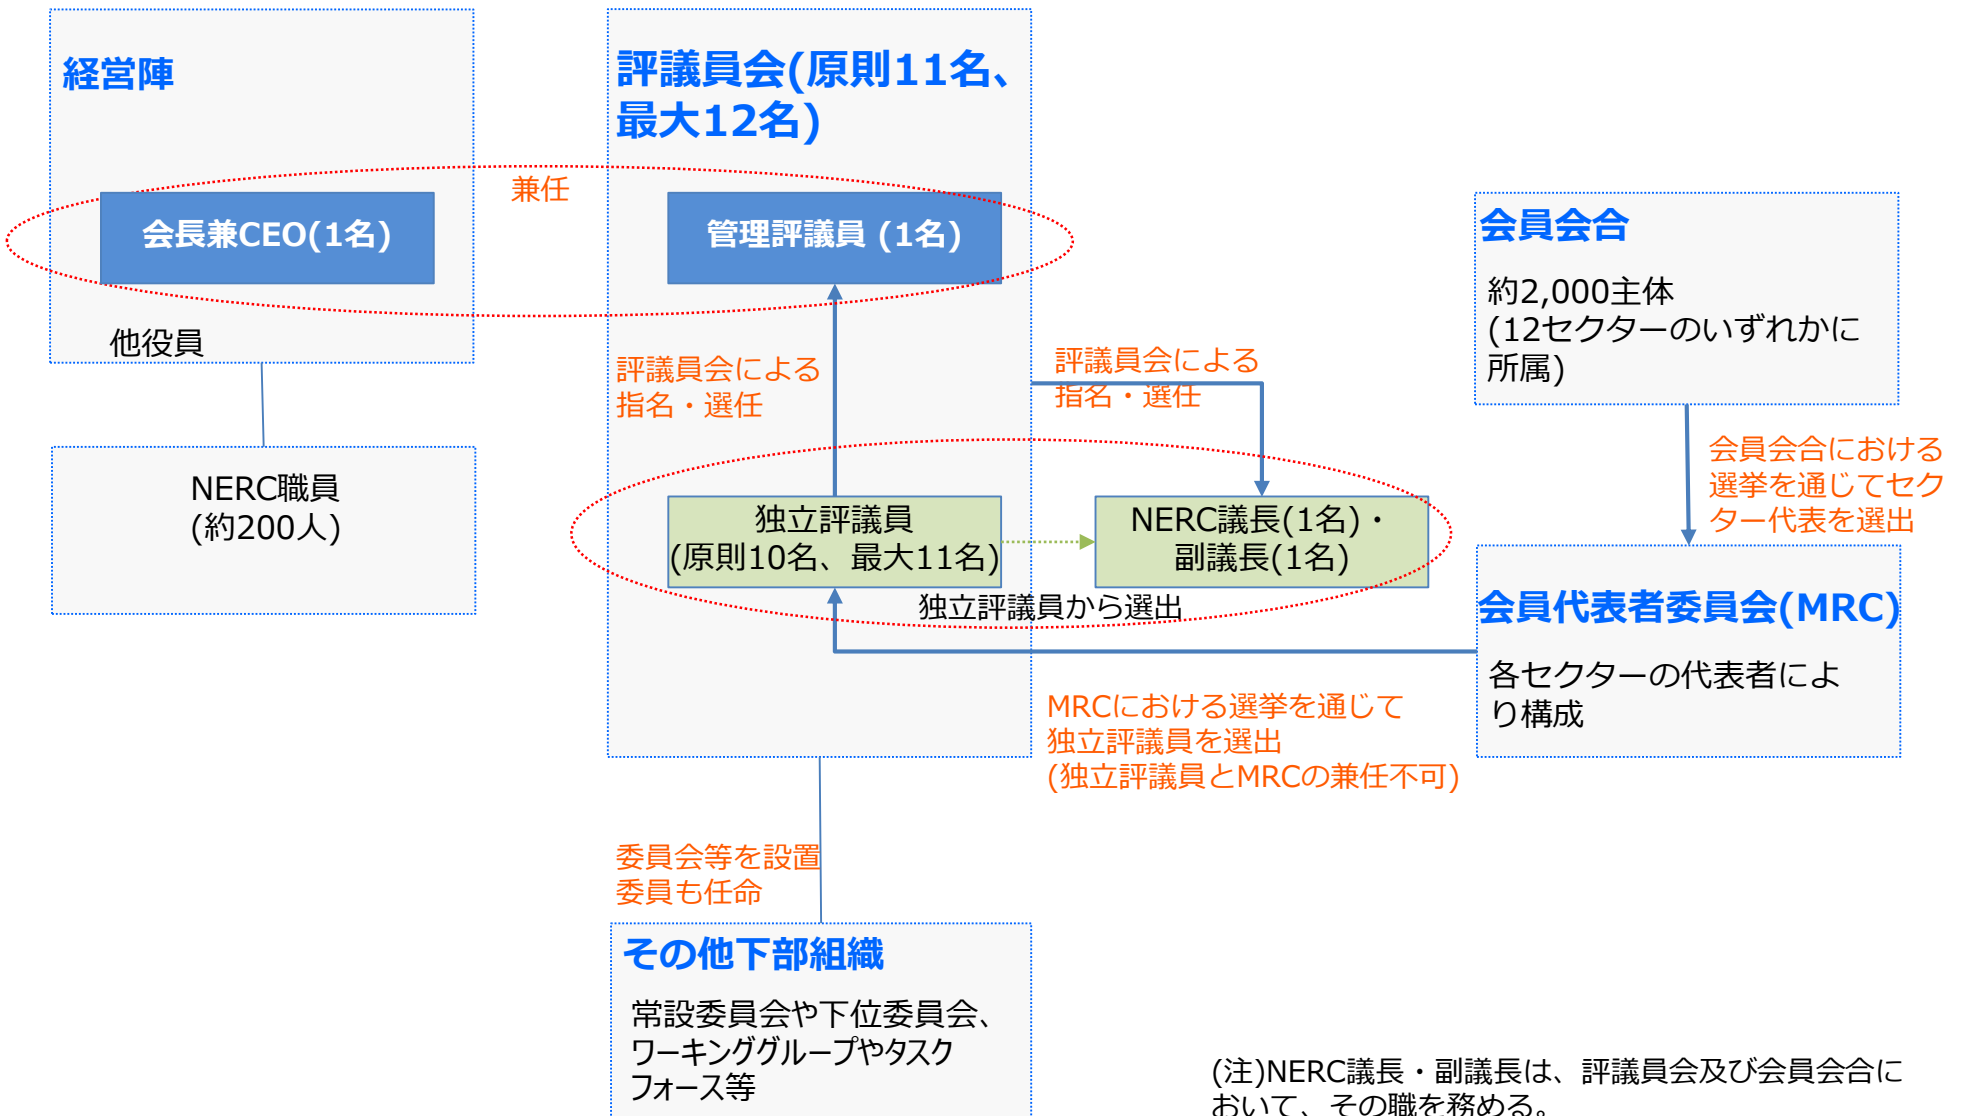 経営陣
会長兼CEO(1名)
他役員
NERC職員
(約200人)
兼任
評議員会(原則11名、
最大12名)
管理評議員 (1名)
評議員会による
指名・選任
独立評議員
(原則10名、最大11名)
独立評議員から選出
評議員会による
指名・選任
NERC議長(1名)・
副議長(1名)
会員会合
約2,000主体
(12セクターのいずれかに
所属)
会員会合における
選挙を通じてセク
ター代表を選出
会員代表者委員会(MRC)
各セクターの代表者によ
り構成
MRCにおける選挙を通じて
独立評議員を選出
(独立評議員とMRCの兼任不可)
委員会等を設置
委員も任命
その他下部組織
常設委員会や下位委員会、
ワーキンググループやタスク
フォース等
(注)NERC議長・副議長は、評議員会及び会員会合に
おいて、その職を務める。